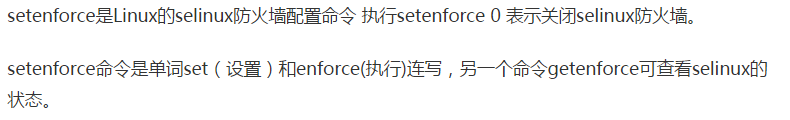 setenforce是Linux的selinux防火墙配置命令 执行setenforce 0 表示关闭selinux防火墙。
setenforce命令是单词set（设置）和enforce(执行)连写，另一个命令getenforce可查看selinux的
状态。